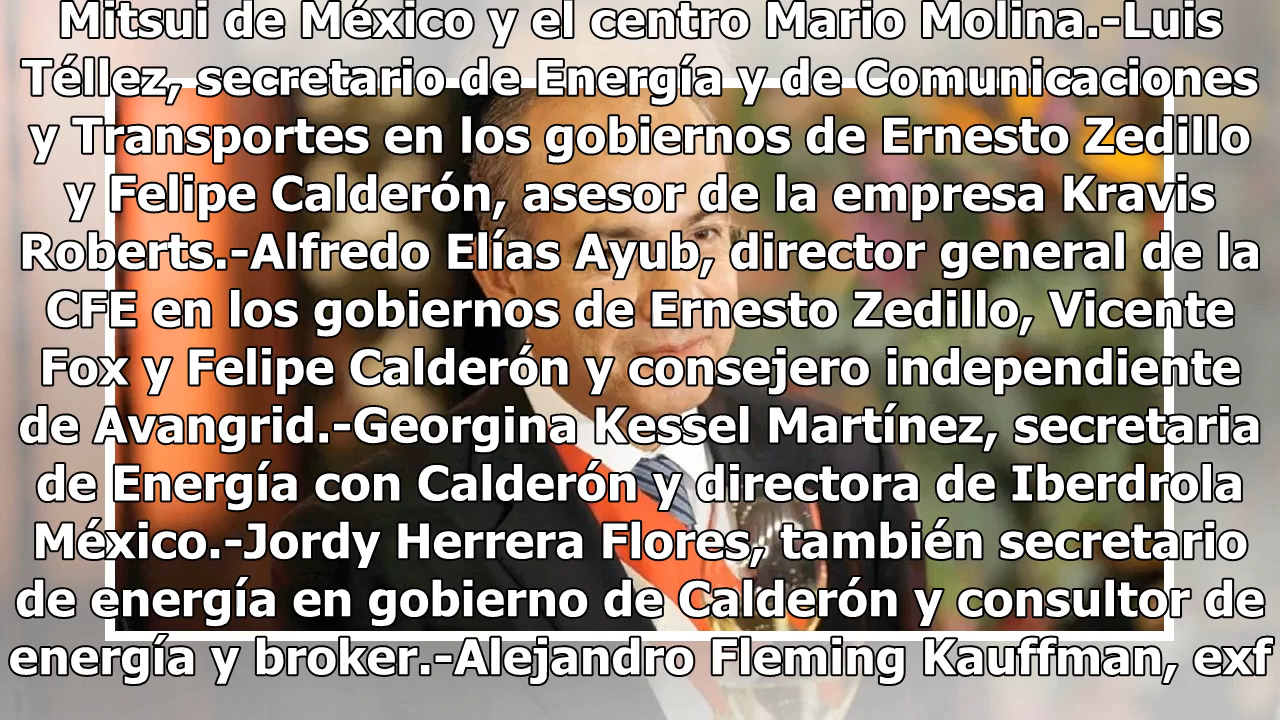 Mitsui de México y el centro Mario Molina.-Luis
Téllez, secretario de Energía y de Comunicaciones
y Transportes en los gobiernos de Ernesto Zedillo
y Felipe Calderón, asesor de la empresa Kravis
Roberts.-Alfredo Elías Ayub, director general de la
CFE en los gobiernos de Ernesto Zedillo, Vicente
Fox y Felipe Calderón y consejero independiente
de Avangrid.-Georgina Kessel Martínez, secretaria
de Energía con Calderón y directora de Iberdrola
México.-Jordy Herrera Flores, también secretario
de energía en gobierno de Calderón y consultor de
energía y broker.-Alejandro Fleming Kauffman, exf